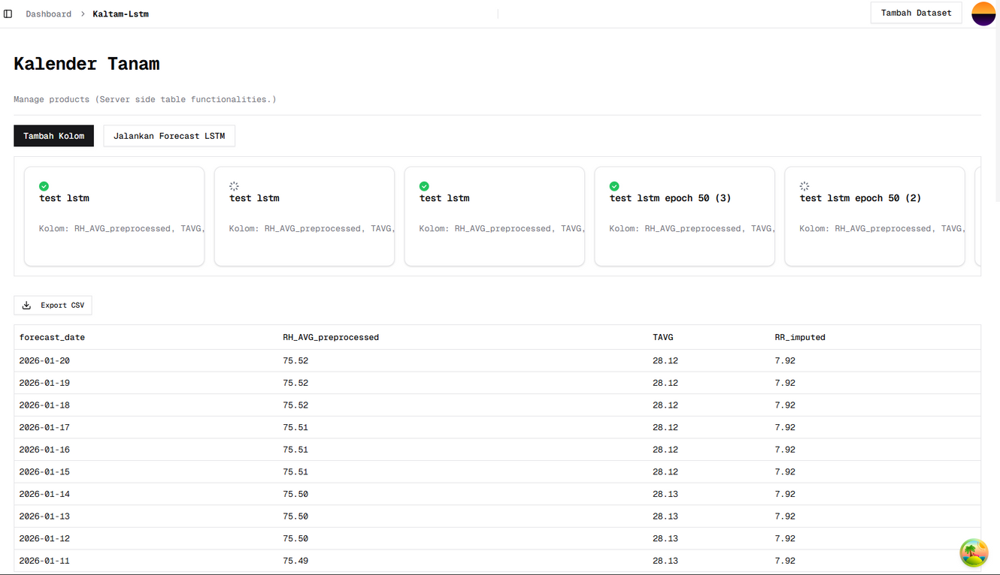 Dashboard > Kaltam-Lstm
Tambah Dataset
Kalender Tanam
Manage products (Server side table functionalities.)
Tambah Kolom
Jalankan Forecast LSTM
test lstm
Kolom: RH_AVG_preprocessed, TAVG,
test lstm
Kolom: RH_AVG_preprocessed, TAVG,
test lstm
Kolom: RH_AVG_preprocessed, TAVG,
test lstm epoch 50 (3)
Kolom: RH_AVG_preprocessed, TAVG,
test lstm epoch 50 (2)
Kolom: RH_AVG_preprocessed, TAVG,
Export CSV
forecast_date RH_AVG_preprocessed TAVG RR_imputed
2026-01-20 75.52 28.12 7.92
2026-01-19 75.52 28.12 7.92
2026-01-18 75.52 28.12 7.92
2026-01-17 75.51 28.12 7.92
2026-01-16 75.51 28.12 7.92
2026-01-15 75.51 28.12 7.92
2026-01-14 75.50 28.13 7.92
2026-01-13 75.50 28.13 7.92
2026-01-12 75.50 28.13 7.92
2026-01-11 75.49 28.13 7.92